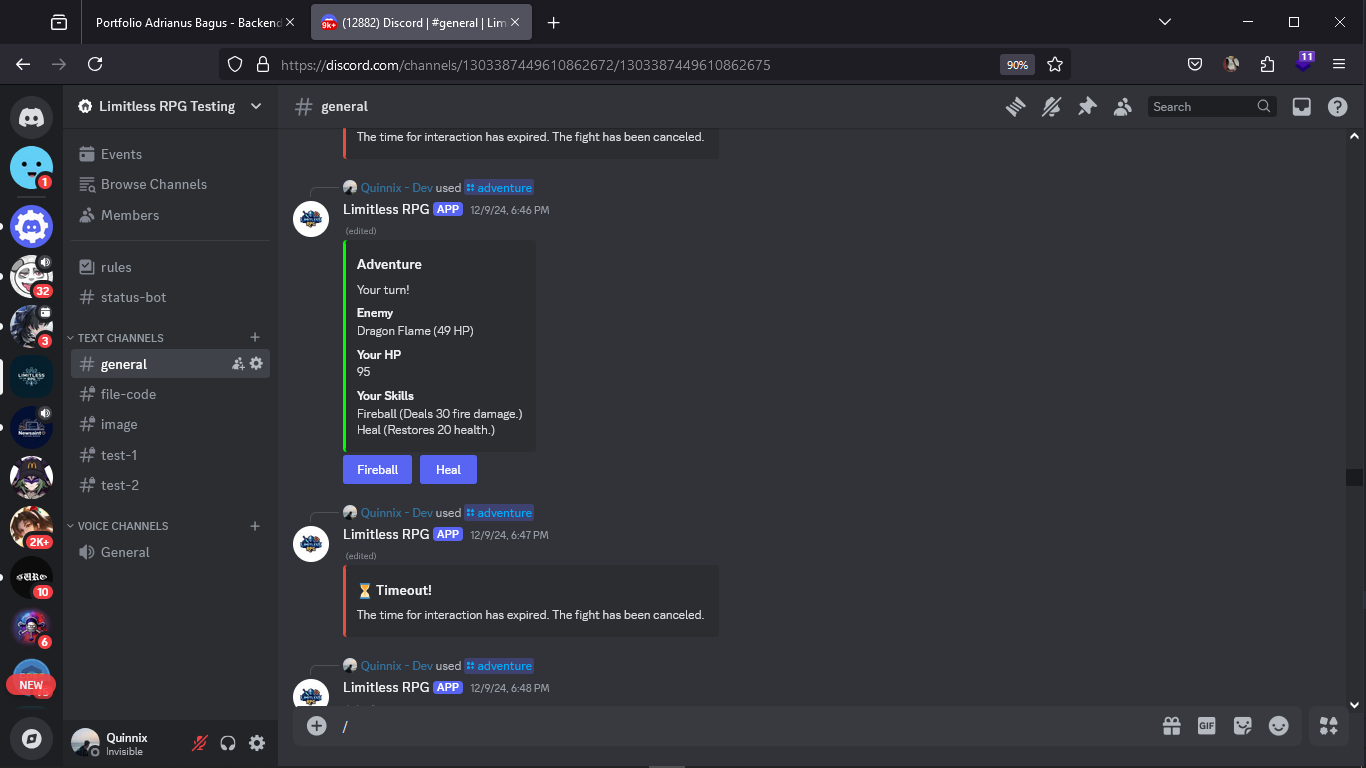 Portfolio Adrianus Bagus - Backend
9K+
(12882) Discord | #general | Lim
https://discord.com/channels/1303387449610862672/1303387449610862675
90%
11
Limitless RPG Testing
general
Search
1
32
3
2K+
10
6
NEW
Events
Browse Channels
Members
rules
status-bot
TEXT CHANNELS
general
file-code
image
test-1
test-2
VOICE CHANNELS
General
Quinnix
Invisible
The time for interaction has expired. The fight has been canceled.
Quinnix - Dev used adventure
Limitless RPG APP 12/9/24, 6:46 PM
(edited)
Adventure
Your turn!
Enemy
Dragon Flame (49 HP)
Your HP
95
Your Skills
Fireball (Deals 30 fire damage.)
Heal (Restores 20 health.)
Fireball Heal
Quinnix - Dev used adventure
Limitless RPG APP 12/9/24, 6:47 PM
(edited)
⏳ Timeout!
The time for interaction has expired. The fight has been canceled.
Quinnix - Dev used adventure
Limitless RPG APP 12/9/24, 6:48 PM
/
GIF